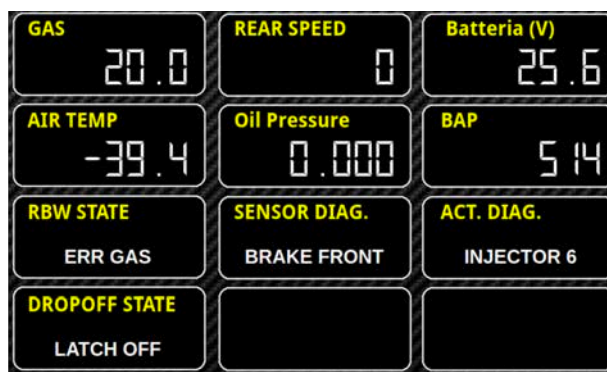 GAS
20.0
REAR SPEED
0
Batteria (V)
25.6
AIR TEMP
-39.4
Oil Pressure
0.000
BAP
514
RBW STATE
ERR GAS
SENSOR DIAG.
BRAKE FRONT
ACT. DIAG.
INJECTOR 6
DROPOFF STATE
LATCH OFF